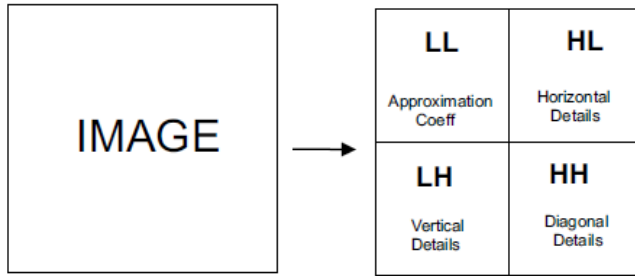 IMAGE
LL
Approximation
Coeff
HL
Horizontal
Details
LH
Vertical
Details
HH
Diagonal
Details